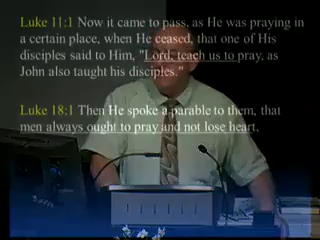 Luke 11:1 Now it came to pass, as He was praying in
a certain place, when He ceased, that one of His
disciples said to Him, "Lord, teach us to pray, as
John also taught his disciples."
Luke 18:1 Then He spoke a parable to them, that
men always ought to pray and not lose heart,